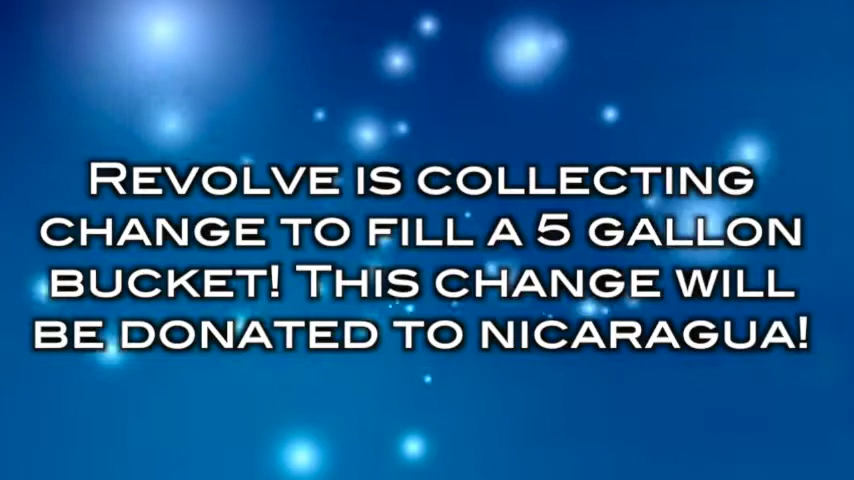 Revolve is collecting
change to fill a 5 gallon
bucket! This change will
be donated to nicaragua!